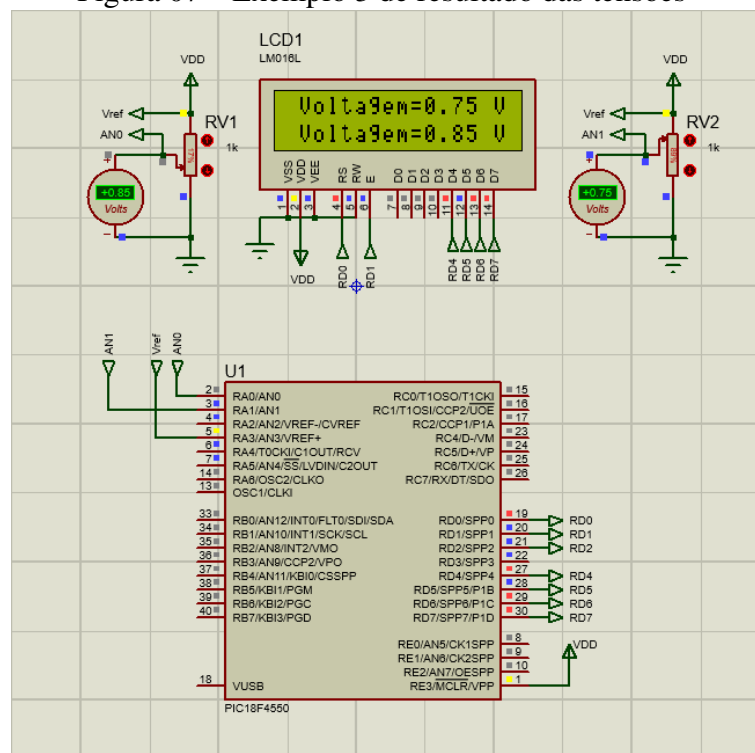 Figura 67 – Exemplo 3 de resultado das tensões
LCD1
LM016L
VDD
Vref
AN0
RV1
1k
+0.85
Volts
Voltagem=0.75 V
Voltagem=0.85 V
VSS
VDD
VEE
RS
RW
E
D0
D1
D2
D3
D4
D5
D6
D7
1
2
3
4
5
6
7
8
9
10
11
12
13
14
VDD
RD0
RD1
RD4
RD5
RD6
RD7
VDD
Vref
AN1
RV2
1k
+0.75
Volts
AN1
Vref
AN0
U1
2 RA0/AN0
3 RA1/AN1
4 RA2/AN2/VREF-/CVREF
5 RA3/AN3/VREF+
6 RA4/T0CKI/C1OUT/RCV
7 RA5/AN4/SS/LVDIN/C2OUT
14 RA6/OSC2/CLKO
13 OSC1/CLKI
33 RB0/AN12/INT0/FLT0/SDI/SDA
34 RB1/AN10/INT1/SCK/SCL
35 RB2/AN8/INT2/VMO
36 RB3/AN9/CCP2/VPO
37 RB4/AN11/KBI0/CSSPP
38 RB5/KBI1/PGM
39 RB6/KBI2/PGC
40 RB7/KBI3/PGD
18 VUSB
RC0/T1OSO/T1CKI 15
RC1/T1OSI/CCP2/UOE 16
RC2/CCP1/P1A 17
RC4/D-/VM 23
RC5/D+/VP 24
RC6/TX/CK 25
RC7/RX/DT/SDO 26
RD0/SPP0 19 RD0
RD1/SPP1 20 RD1
RD2/SPP2 21 RD2
RD3/SPP3 22
RD4/SPP4 27 RD4
RD5/SPP5/P1B 28 RD5
RD6/SPP6/P1C 29 RD6
RD7/SPP7/P1D 30 RD7
RE0/AN5/CK1SPP 8
RE1/AN6/CK2SPP 9
RE2/AN7/OESPP 10
RE3/MCLR/VPP 1
VDD
PIC18F4550